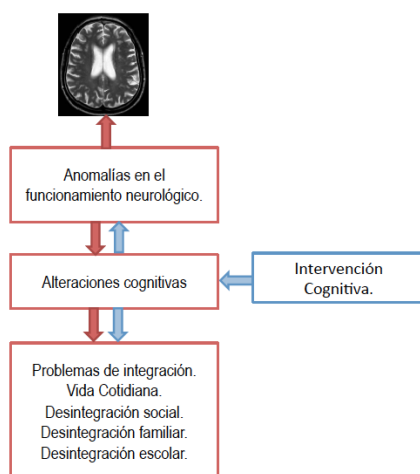 Anomalías en el
funcionamiento neurológico.
Alteraciones cognitivas
Intervención
Cognitiva.
Problemas de integración.
Vida Cotidiana.
Desintegración social.
Desintegración familiar.
Desintegración escolar.